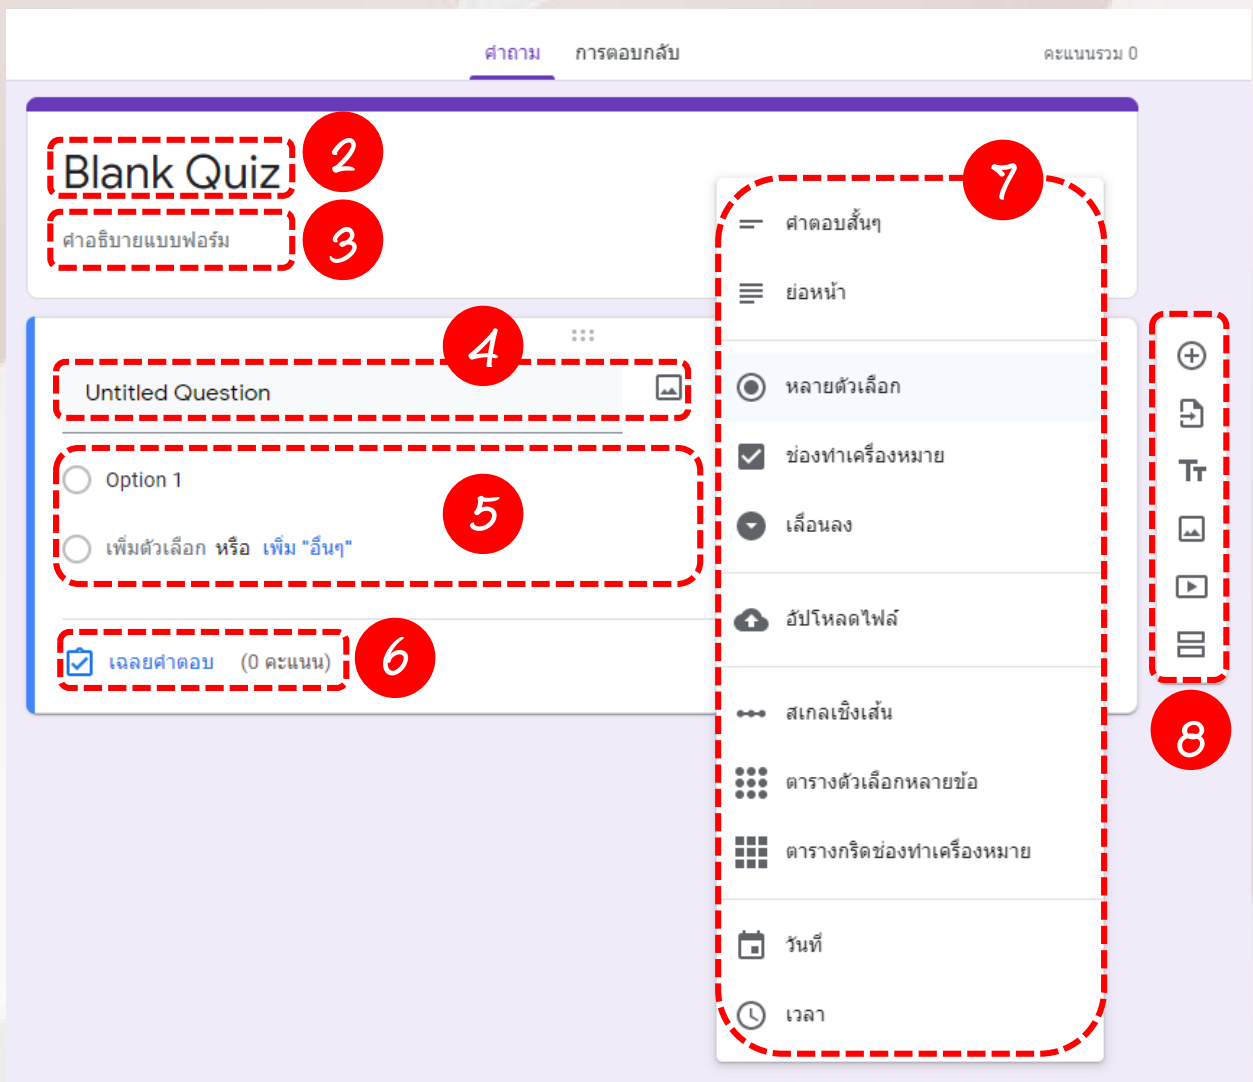 คำถาม การตอบกลับ คะแนนรวม 0
Blank Quiz 2
คำอธิบายแบบฟอร์ม 3
4
Untitled Question
Option 1
5
เพิ่มตัวเลือก หรือ เพิ่ม "อื่นๆ"
เฉลยคำตอบ (0 คะแนน) 6
7
คำตอบสั้นๆ
ย่อหน้า
หลายตัวเลือก
ช่องทำเครื่องหมาย
เลื่อนลง
อัปโหลดไฟล์
สเกลเชิงเส้น
ตารางตัวเลือกหลายข้อ
ตารางกริดช่องทำเครื่องหมาย
วันที่
เวลา
Tт
8